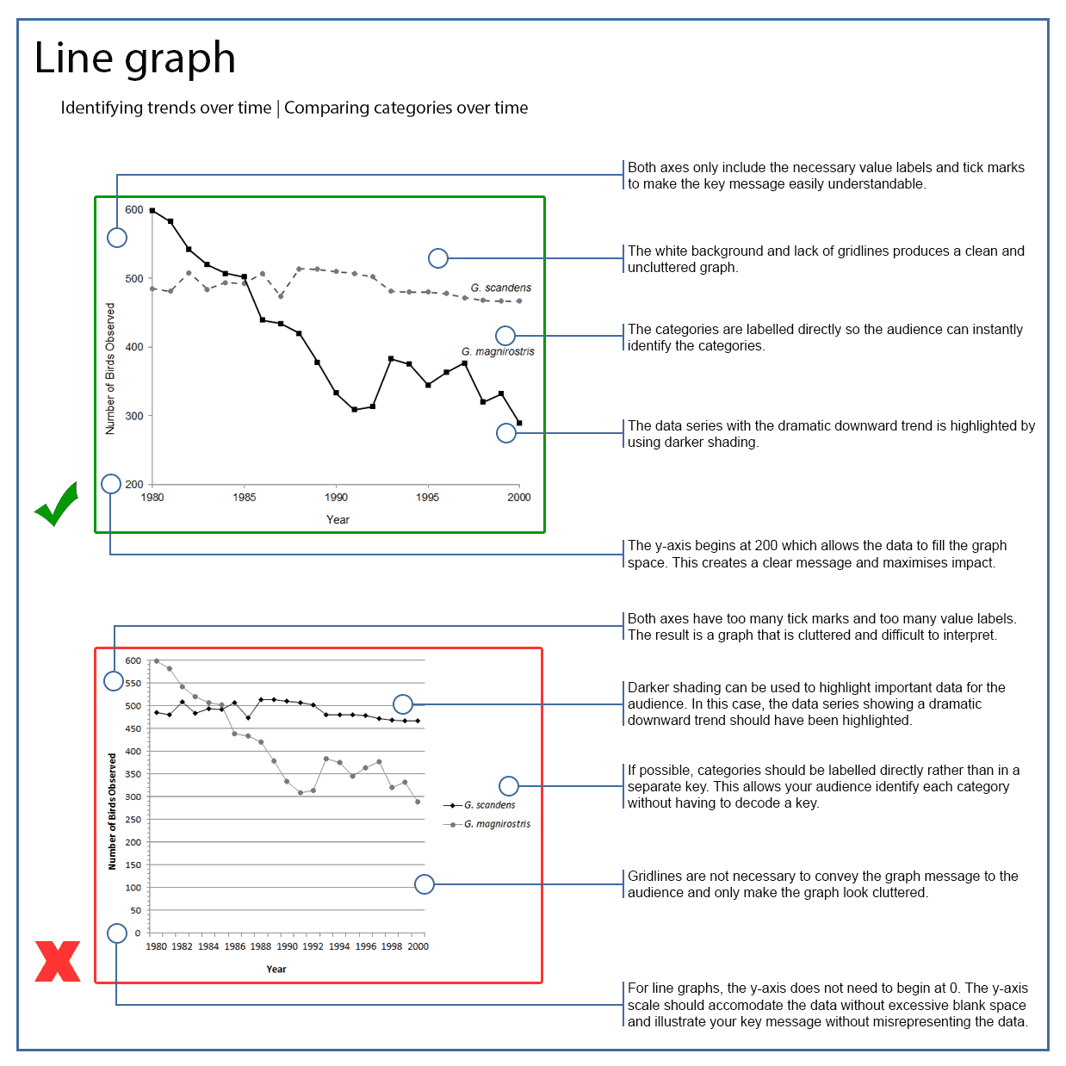 Line graph
Identifying trends over time | Comparing categories over time
Both axes only include the necessary value labels and tick marks
to make the key message easily understandable.
The white background and lack of gridlines produces a clean and
uncluttered graph.
The categories are labelled directly so the audience can instantly
identify the categories.
The data series with the dramatic downward trend is highlighted by
using darker shading.
The y-axis begins at 200 which allows the data to fill the graph
space. This creates a clear message and maximises impact.
600
500
400
300
200
Number of Birds Observed
G. scandens
G. magnirostris
1980 1985 1990 1995 2000
Year
Both axes have too many tick marks and too many value labels.
The result is a graph that is cluttered and difficult to interpret.
Darker shading can be used to highlight important data for the
audience. In this case, the data series showing a dramatic
downward trend should have been highlighted.
If possible, categories should be labelled directly rather than in a
separate key. This allows your audience identify each category
without having to decode a key.
Gridlines are not necessary to convey the graph message to the
audience and only make the graph look cluttered.
For line graphs, the y-axis does not need to begin at 0. The y-axis
scale should accomodate the data without excessive blank space
and illustrate your key message without misrepresenting the data.
600
550
500
450
400
350
300
250
200
150
100
50
0
Number of Birds Observed
G. scandens
G. magnirostris
1980 1982 1984 1986 1988 1990 1992 1994 1996 1998 2000
Year